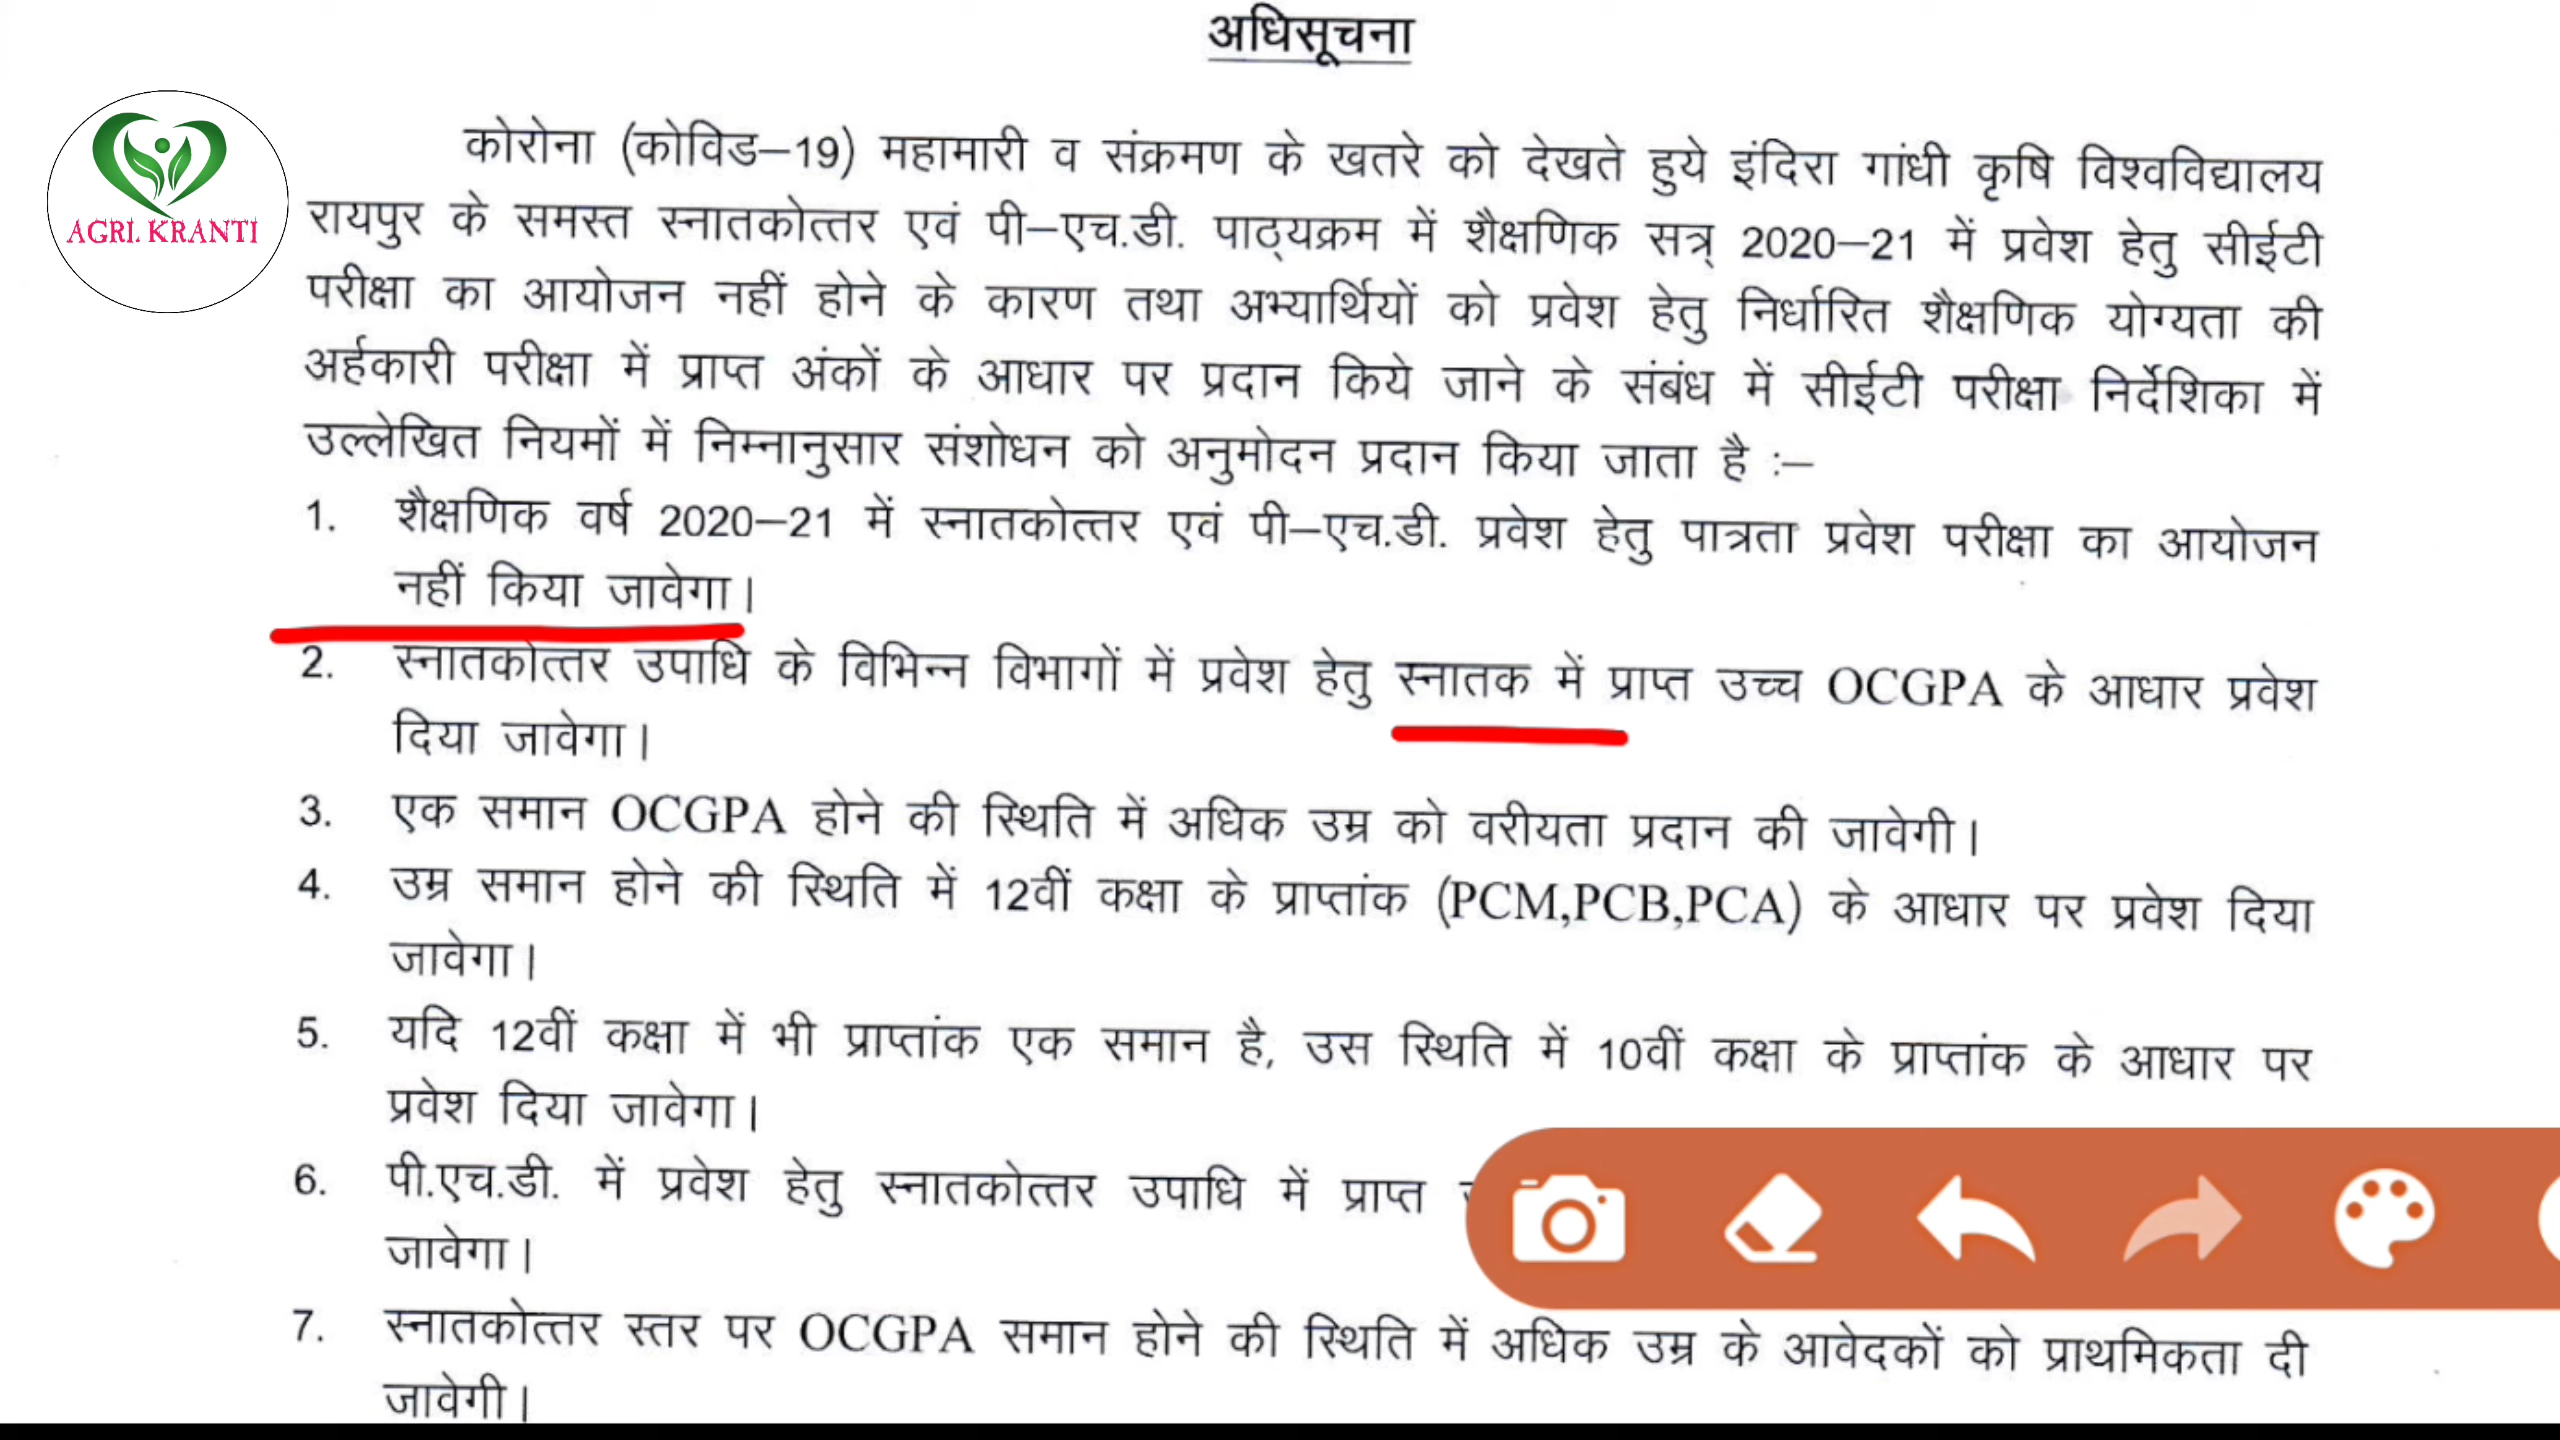 अधिसूचना
AGRI. KRANTI
कोरोना (कोविड–19) महामारी व संक्रमण के खतरे को देखते हुये इंदिरा गांधी कृषि विश्वविद्यालय
रायपुर के समस्त स्नातकोत्तर एवं पी–एच.डी. पाठ्यक्रम में शैक्षणिक सत्र् 2020–21 में प्रवेश हेतु सीईटी
परीक्षा का आयोजन नहीं होने के कारण तथा अभ्यार्थियों को प्रवेश हेतु निर्धारित शैक्षणिक योग्यता की
अर्हकारी परीक्षा में प्राप्त अंकों के आधार पर प्रदान किये जाने के संबंध में सीईटी परीक्षा निर्देशिका में
उल्लेखित नियमों में निम्नानुसार संशोधन को अनुमोदन प्रदान किया जाता है :–
1. शैक्षणिक वर्ष 2020–21 में स्नातकोत्तर एवं पी–एच.डी. प्रवेश हेतु पात्रता प्रवेश परीक्षा का आयोजन
नहीं किया जावेगा।
2. स्नातकोत्तर उपाधि के विभिन्न विभागों में प्रवेश हेतु स्नातक में प्राप्त उच्च OCGPA के आधार प्रवेश
दिया जावेगा।
3. एक समान OCGPA होने की स्थिति में अधिक उम्र को वरीयता प्रदान की जावेगी।
4. उम्र समान होने की स्थिति में 12वीं कक्षा के प्राप्तांक (PCM,PCB,PCA) के आधार पर प्रवेश दिया
जावेगा।
5. यदि 12वीं कक्षा में भी प्राप्तांक एक समान है, उस स्थिति में 10वीं कक्षा के प्राप्तांक के आधार पर
प्रवेश दिया जावेगा।
6. पी.एच.डी. में प्रवेश हेतु स्नातकोत्तर उपाधि में प्राप्त
जावेगा।
7. स्नातकोत्तर स्तर पर OCGPA समान होने की स्थिति में अधिक उम्र के आवेदकों को प्राथमिकता दी
जावेगी।